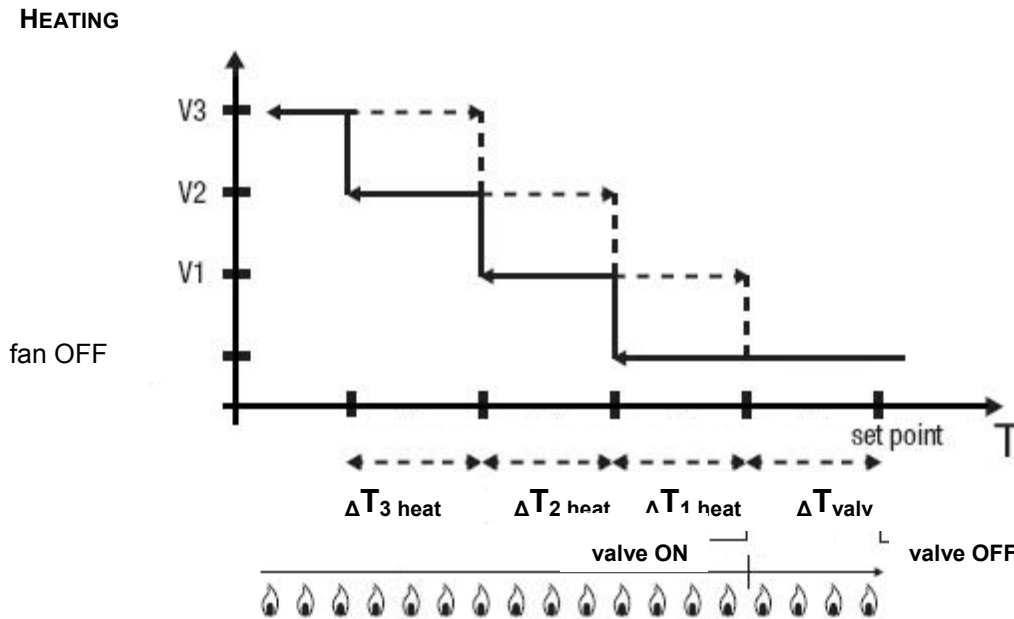 HEATING
V3
V2
V1
fan OFF
set point
T
ΔT3 heat ΔT2 heat ΔT1 heat ΔTvalv
valve ON valve OFF